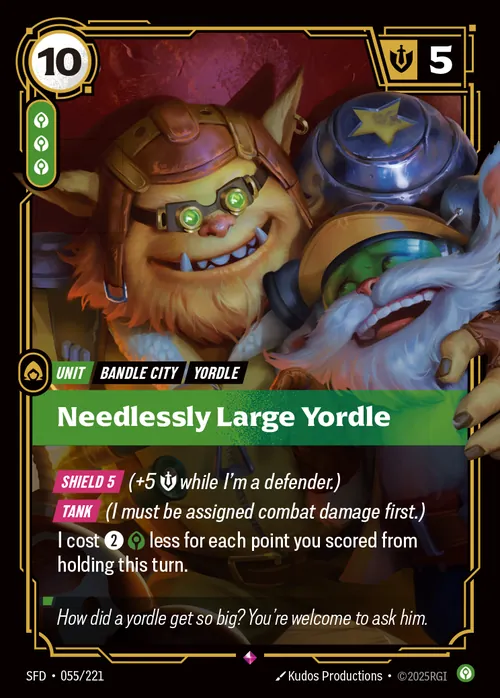 10
5
UNIT BANDLE CITY YORDLE
Needlessly Large Yordle
SHIELD 5 (+5 while I'm a defender.)
TANK (I must be assigned combat damage first.)
I cost 2 less for each point you scored from
holding this turn.
How did a yordle get so big? You're welcome to ask him.
SFD • 055/221 Kudos Productions • ©2025RGI